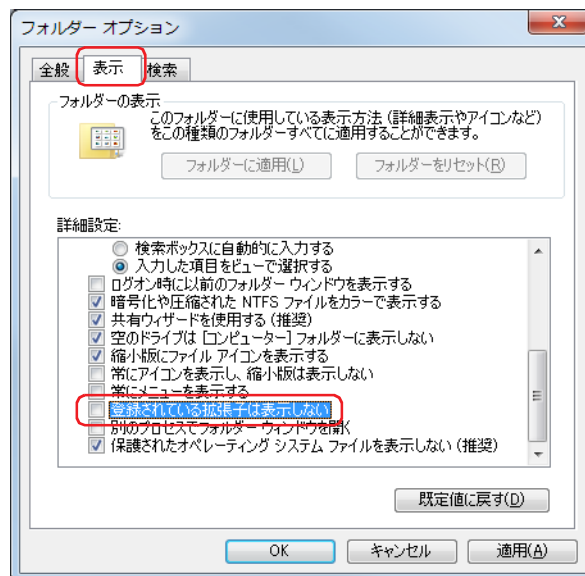 フォルダー オプション
全般 表示 検索
フォルダーの表示
このフォルダーに使用している表示方法(詳細表示やアイコンなど)
をこの種類のフォルダーすべてに適用することができます。
フォルダーに適用(L) フォルダーをリセット(R)
詳細設定:
検索ボックスに自動的に入力する
入力した項目をビューで選択する
ログオン時に以前のフォルダー ウィンドウを表示する
暗号化や圧縮された NTFS ファイルをカラーで表示する
共有ウィザードを使用する(推奨)
空のドライブは [コンピューター] フォルダーに表示しない
縮小版にファイル アイコンを表示する
常にアイコンを表示し、縮小版は表示しない
常にメニューを表示する
登録されている拡張子は表示しない
別のプロセスでフォルダー ウィンドウを開く
保護されたオペレーティング システム ファイルを表示しない(推奨)
既定値に戻す(D)
OK キャンセル 適用(A)